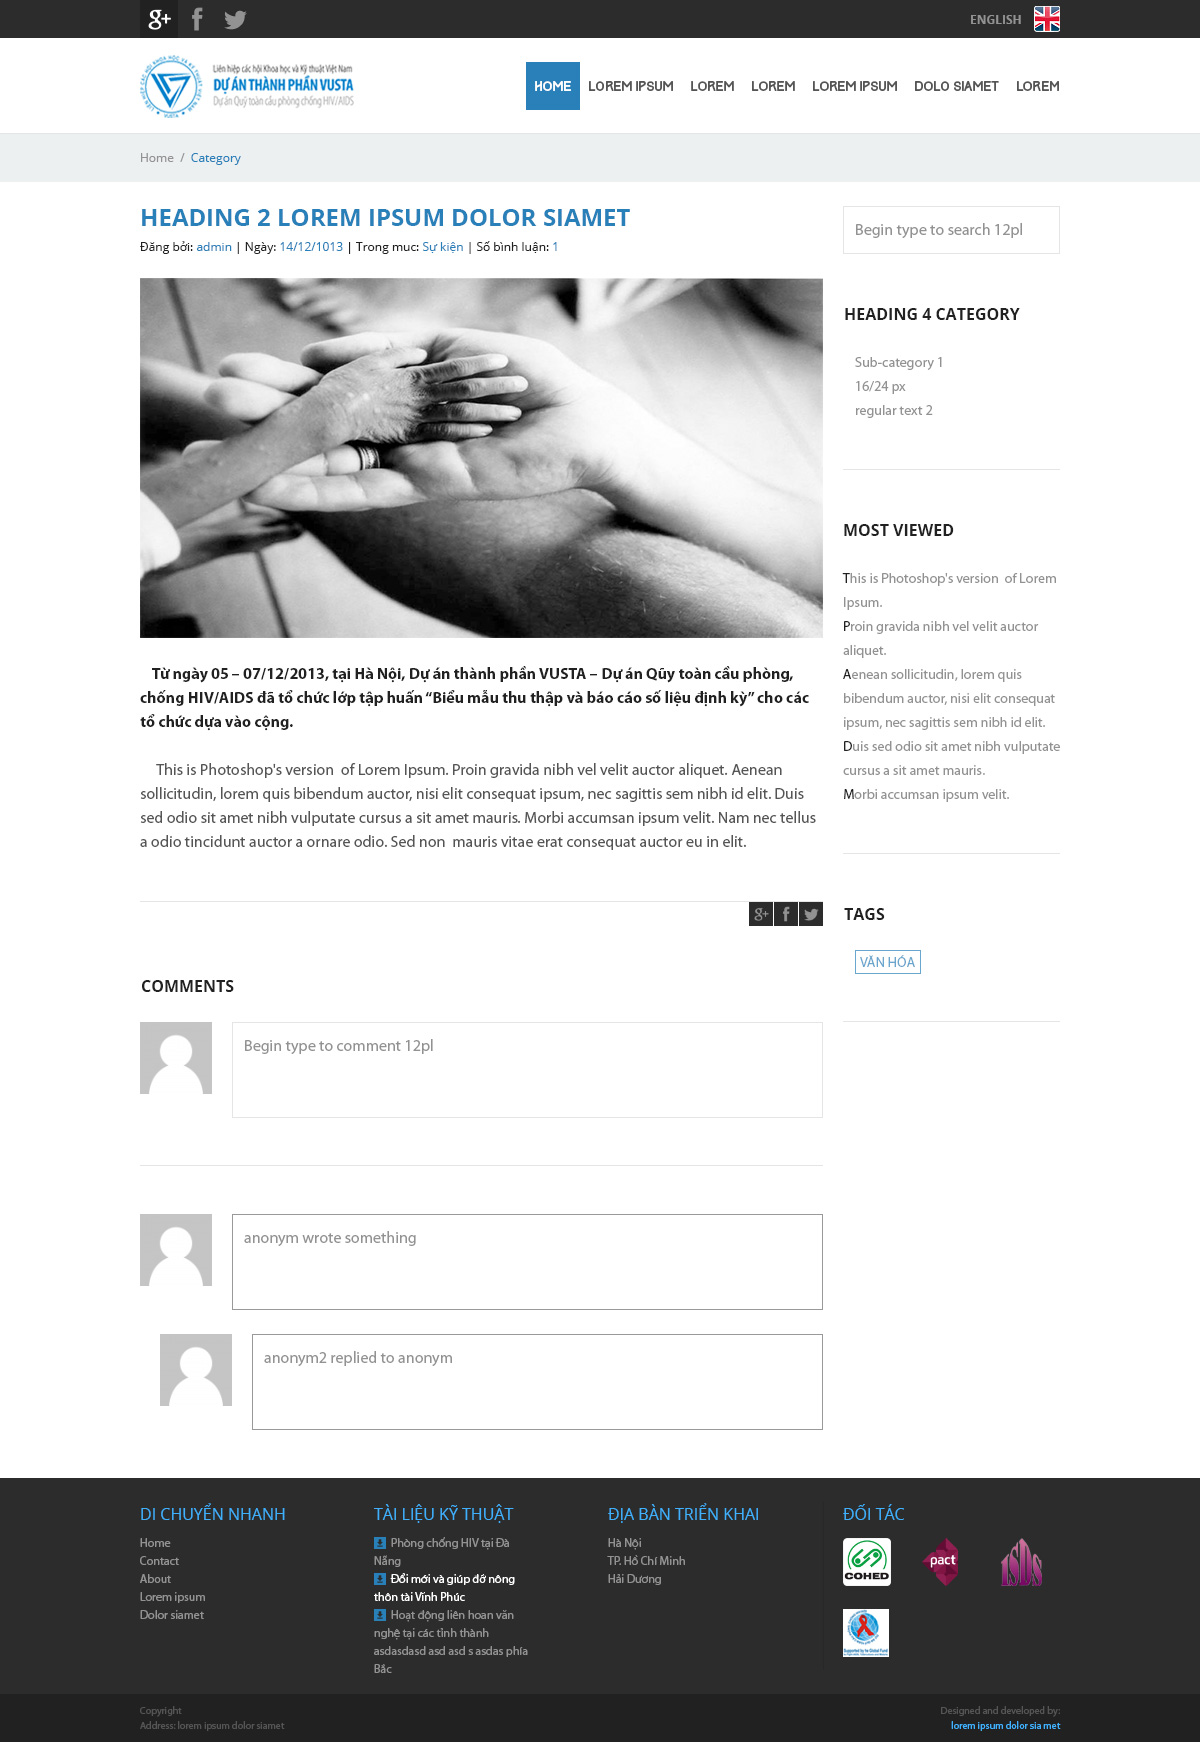 g+ f
ENGLISH
Liên hiệp các hội Khoa học và Kỹ thuật Việt Nam
DỰ ÁN THÀNH PHẦN VUSTA
Dự án Quỹ toàn cầu phòng chống HIV/AIDS
HOME LOREM IPSUM LOREM LOREM LOREM IPSUM DOLO SIAMET LOREM
Home / Category
HEADING 2 LOREM IPSUM DOLOR SIAMET
Đăng bởi: admin | Ngày: 14/12/1013 | Trong muc: Sự kiện | Số bình luận: 1
Từ ngày 05 – 07/12/2013, tại Hà Nội, Dự án thành phần VUSTA – Dự án Qũy toàn cầu phòng,
chống HIV/AIDS đã tổ chức lớp tập huấn “Biểu mẫu thu thập và báo cáo số liệu định kỳ” cho các
tổ chức dựa vào cộng.
This is Photoshop's version of Lorem Ipsum. Proin gravida nibh vel velit auctor aliquet. Aenean
sollicitudin, lorem quis bibendum auctor, nisi elit consequat ipsum, nec sagittis sem nibh id elit. Duis
sed odio sit amet nibh vulputate cursus a sit amet mauris. Morbi accumsan ipsum velit. Nam nec tellus
a odio tincidunt auctor a ornare odio. Sed non mauris vitae erat consequat auctor eu in elit.
g+ f
COMMENTS
Begin type to comment 12pl
anonym wrote something
anonym2 replied to anonym
Begin type to search 12pl
HEADING 4 CATEGORY
Sub-category 1
16/24 px
regular text 2
MOST VIEWED
This is Photoshop's version of Lorem
Ipsum.
Proin gravida nibh vel velit auctor
aliquet.
Aenean sollicitudin, lorem quis
bibendum auctor, nisi elit consequat
ipsum, nec sagittis sem nibh id elit.
Duis sed odio sit amet nibh vulputate
cursus a sit amet mauris.
Morbi accumsan ipsum velit.
TAGS
VĂN HÓA
DI CHUYỂN NHANH
Home
Contact
About
Lorem ipsum
Dolor siamet
TÀI LIỆU KỸ THUẬT
Phòng chống HIV tại Đà
Nẵng
Đổi mới và giúp đỡ nông
thôn tài Vĩnh Phúc
Hoạt động liên hoan văn
nghệ tại các tỉnh thành
asdasdasd asd asd s asdas phía
Bắc
ĐỊA BÀN TRIỂN KHAI
Hà Nội
TP. Hồ Chí Minh
Hải Dương
ĐỐI TÁC
COHED
pact
ISDS
Supported by he Global Fund
Copyright
Address: lorem ipsum dolor siamet
Designed and developed by:
lorem ipsum dolor sia met